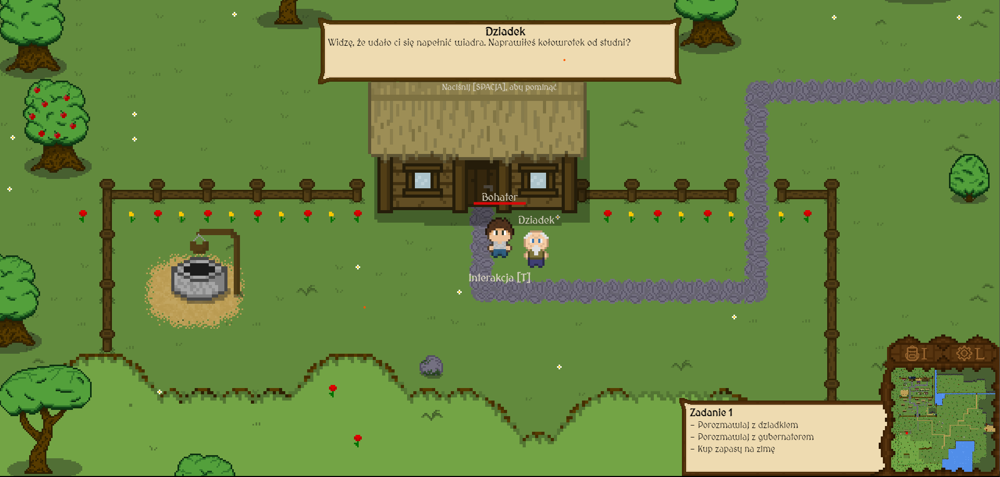 Dziadek
Widzę, że udało ci się napełnić wiadra. Naprawiłeś kołowrotek od studni?
Naciśnij [SPACJA], aby pominąć
Bohater
Dziadek
Interakcja [T]
I
L
Zadanie 1
- Porozmawiaj z dziadkiem
- Porozmawiaj z gubernatorem
- Kup zapasy na zimę